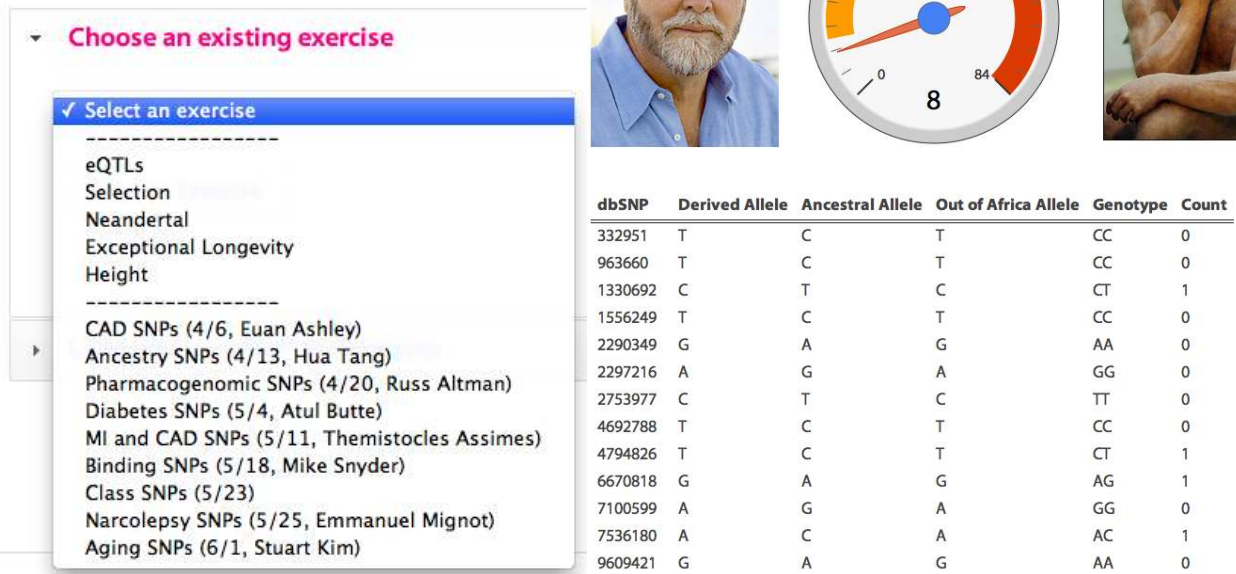 Choose an existing exercise
✓ Select an exercise
------------------
eQTLs
Selection
Neandertal
Exceptional Longevity
Height
------------------
CAD SNPs (4/6, Euan Ashley)
Ancestry SNPs (4/13, Hua Tang)
Pharmacogenomic SNPs (4/20, Russ Altman)
Diabetes SNPs (5/4, Atul Butte)
MI and CAD SNPs (5/11, Themistocles Assimes)
Binding SNPs (5/18, Mike Snyder)
Class SNPs (5/23)
Narcolepsy SNPs (5/25, Emmanuel Mignot)
Aging SNPs (6/1, Stuart Kim)
0 84
8
dbSNP Derived Allele Ancestral Allele Out of Africa Allele Genotype Count
332951 T C T CC 0
963660 T C T CC 0
1330692 C T C CT 1
1556249 T C T CC 0
2290349 G A G AA 0
2297216 A G A GG 0
2753977 C T C TT 0
4692788 T C T CC 0
4794826 T C T CT 1
6670818 G A G AG 1
7100599 A G A GG 0
7536180 A C A AC 1
9609421 G A G AA 0